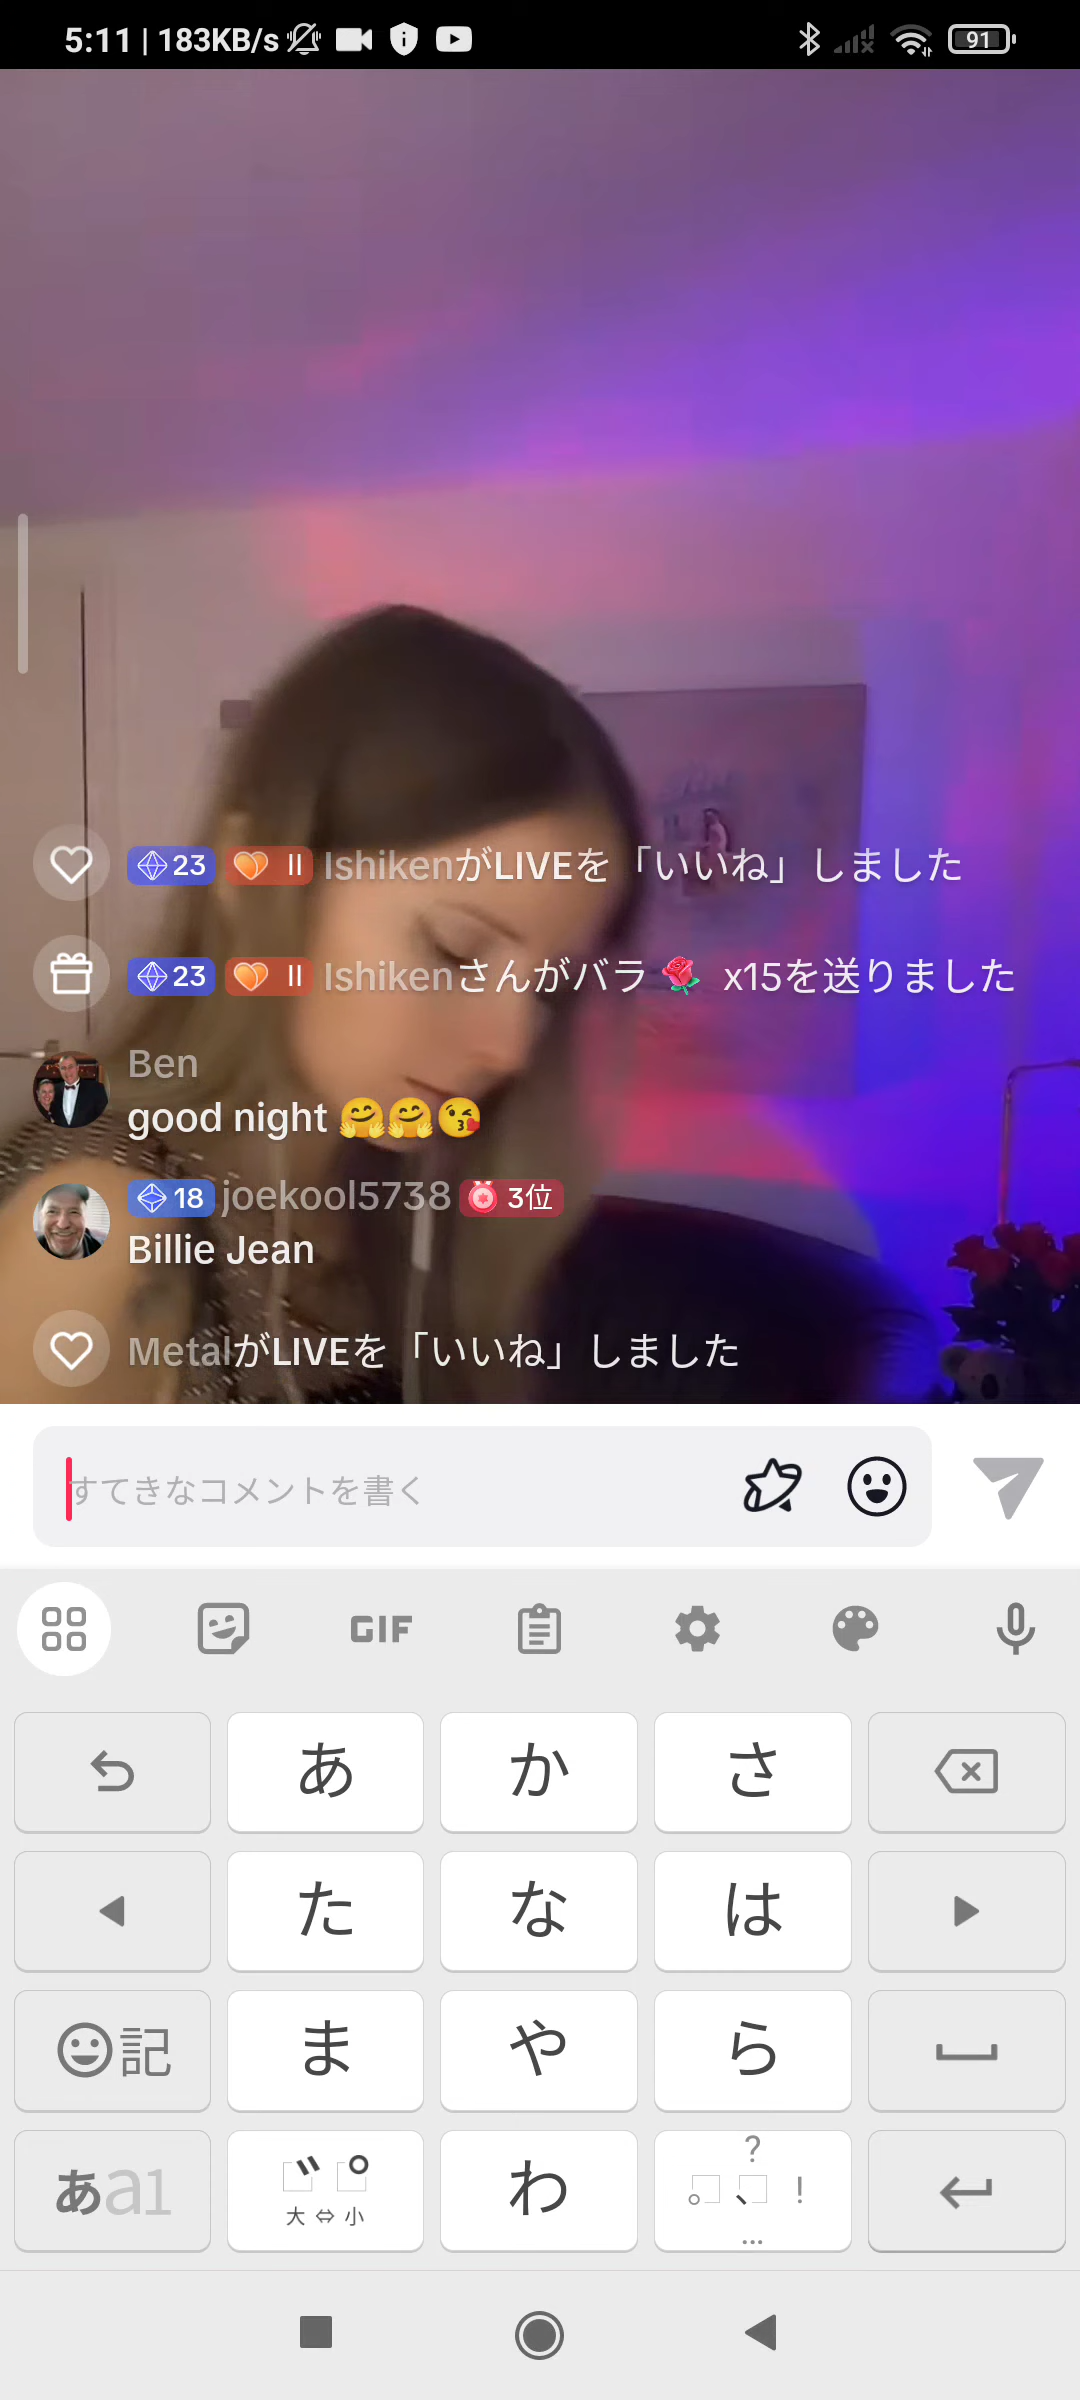 5:11 | 183KB/s
91
23 II IshikenがLIVEを「いいね」しました
23 II Ishikenさんがバラ x15を送りました
Ben
good night 🤗🤗😘
18 joekool5738 3位
Billie Jean
MetalがLIVEを「いいね」しました
すてきなコメントを書く
GIF
あ か さ
た な は
記 ま や ら
あa1 大⇔小 わ 。、?!…